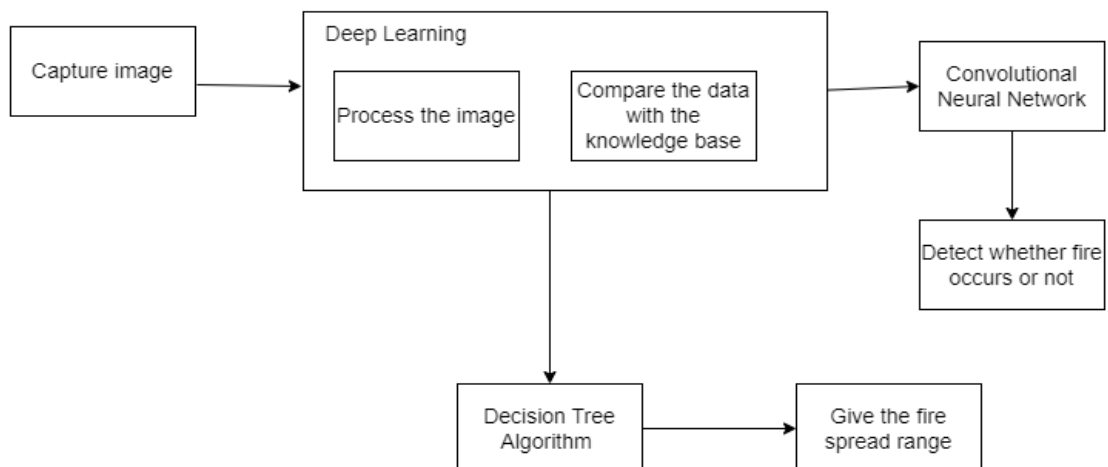 Capture image
Deep Learning
Process the image
Compare the data
with the
knowledge base
Convolutional
Neural Network
Detect whether fire
occurs or not
Decision Tree
Algorithm
Give the fire
spread range